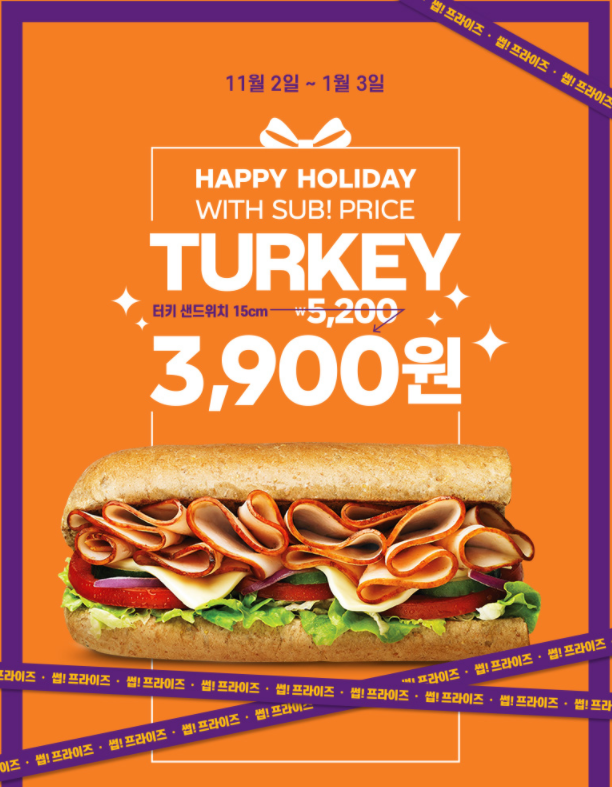 썹! 프라이즈 · 썹! 프라이즈 · 썹! 프라이즈
11월 2일 ~ 1월 3일
HAPPY HOLIDAY
WITH SUB! PRICE
TURKEY
터키 샌드위치 15cm ₩5,200
3,900원
프라이즈 · 썹! 프라이즈 · 썹! 프라이즈 · 썹! 프라이즈 · 썹! 프라이즈 · 썹! 프라이즈 · 썹! 프라이즈 · 썹! 프라이즈 · 썹! 프라
이즈 · 썹! 프라이즈 · 썹! 프라이즈 · 썹! 프라이즈 · 썹! 프라이즈 · 썹! 프라이즈 · 썹! 프라이즈 · 썹! 프라이즈